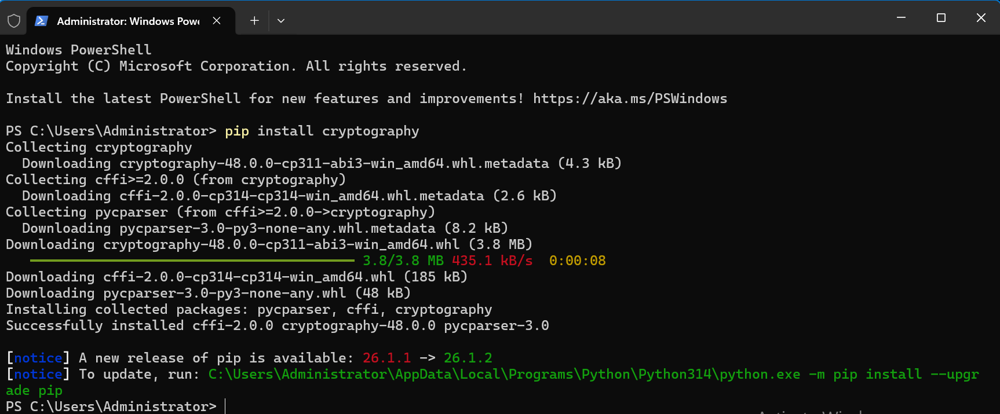 Administrator: Windows Powe
Windows PowerShell
Copyright (C) Microsoft Corporation. All rights reserved.
Install the latest PowerShell for new features and improvements! https://aka.ms/PSWindows
PS C:\Users\Administrator> pip install cryptography
Collecting cryptography
  Downloading cryptography-48.0.0-cp311-abi3-win_amd64.whl.metadata (4.3 kB)
Collecting cffi>=2.0.0 (from cryptography)
  Downloading cffi-2.0.0-cp314-cp314-win_amd64.whl.metadata (2.6 kB)
Collecting pycparser (from cffi>=2.0.0->cryptography)
  Downloading pycparser-3.0-py3-none-any.whl.metadata (8.2 kB)
Downloading cryptography-48.0.0-cp311-abi3-win_amd64.whl (3.8 MB)
3.8/3.8 MB 435.1 kB/s  0:00:08
Downloading cffi-2.0.0-cp314-cp314-win_amd64.whl (185 kB)
Downloading pycparser-3.0-py3-none-any.whl (48 kB)
Installing collected packages: pycparser, cffi, cryptography
Successfully installed cffi-2.0.0 cryptography-48.0.0 pycparser-3.0
[notice] A new release of pip is available: 26.1.1 -> 26.1.2
[notice] To update, run: C:\Users\Administrator\AppData\Local\Programs\Python\Python314\python.exe -m pip install --upgr
ade pip
PS C:\Users\Administrator>